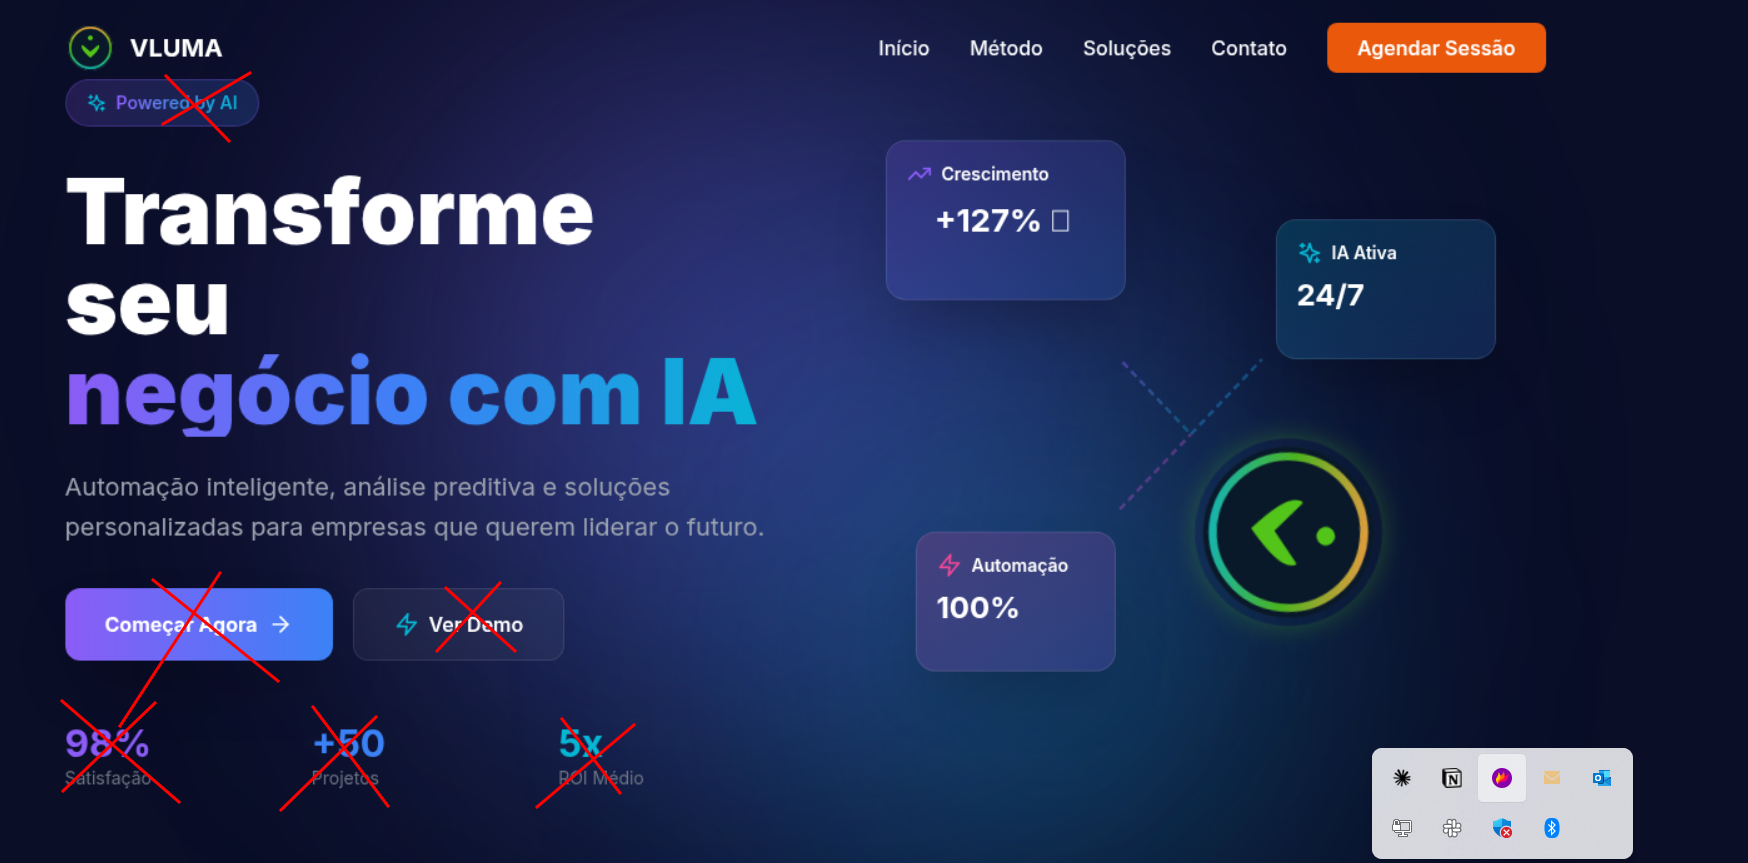 VLUMA
Início Método Soluções Contato Agendar Sessão
Powered by AI
Transforme
seu
negócio com IA
Automação inteligente, análise preditiva e soluções
personalizadas para empresas que querem liderar o futuro.
Começar Agora →
Ver Demo
98%
Satisfação
+50
Projetos
5x
ROI Médio
Crescimento
+127%
IA Ativa
24/7
Automação
100%